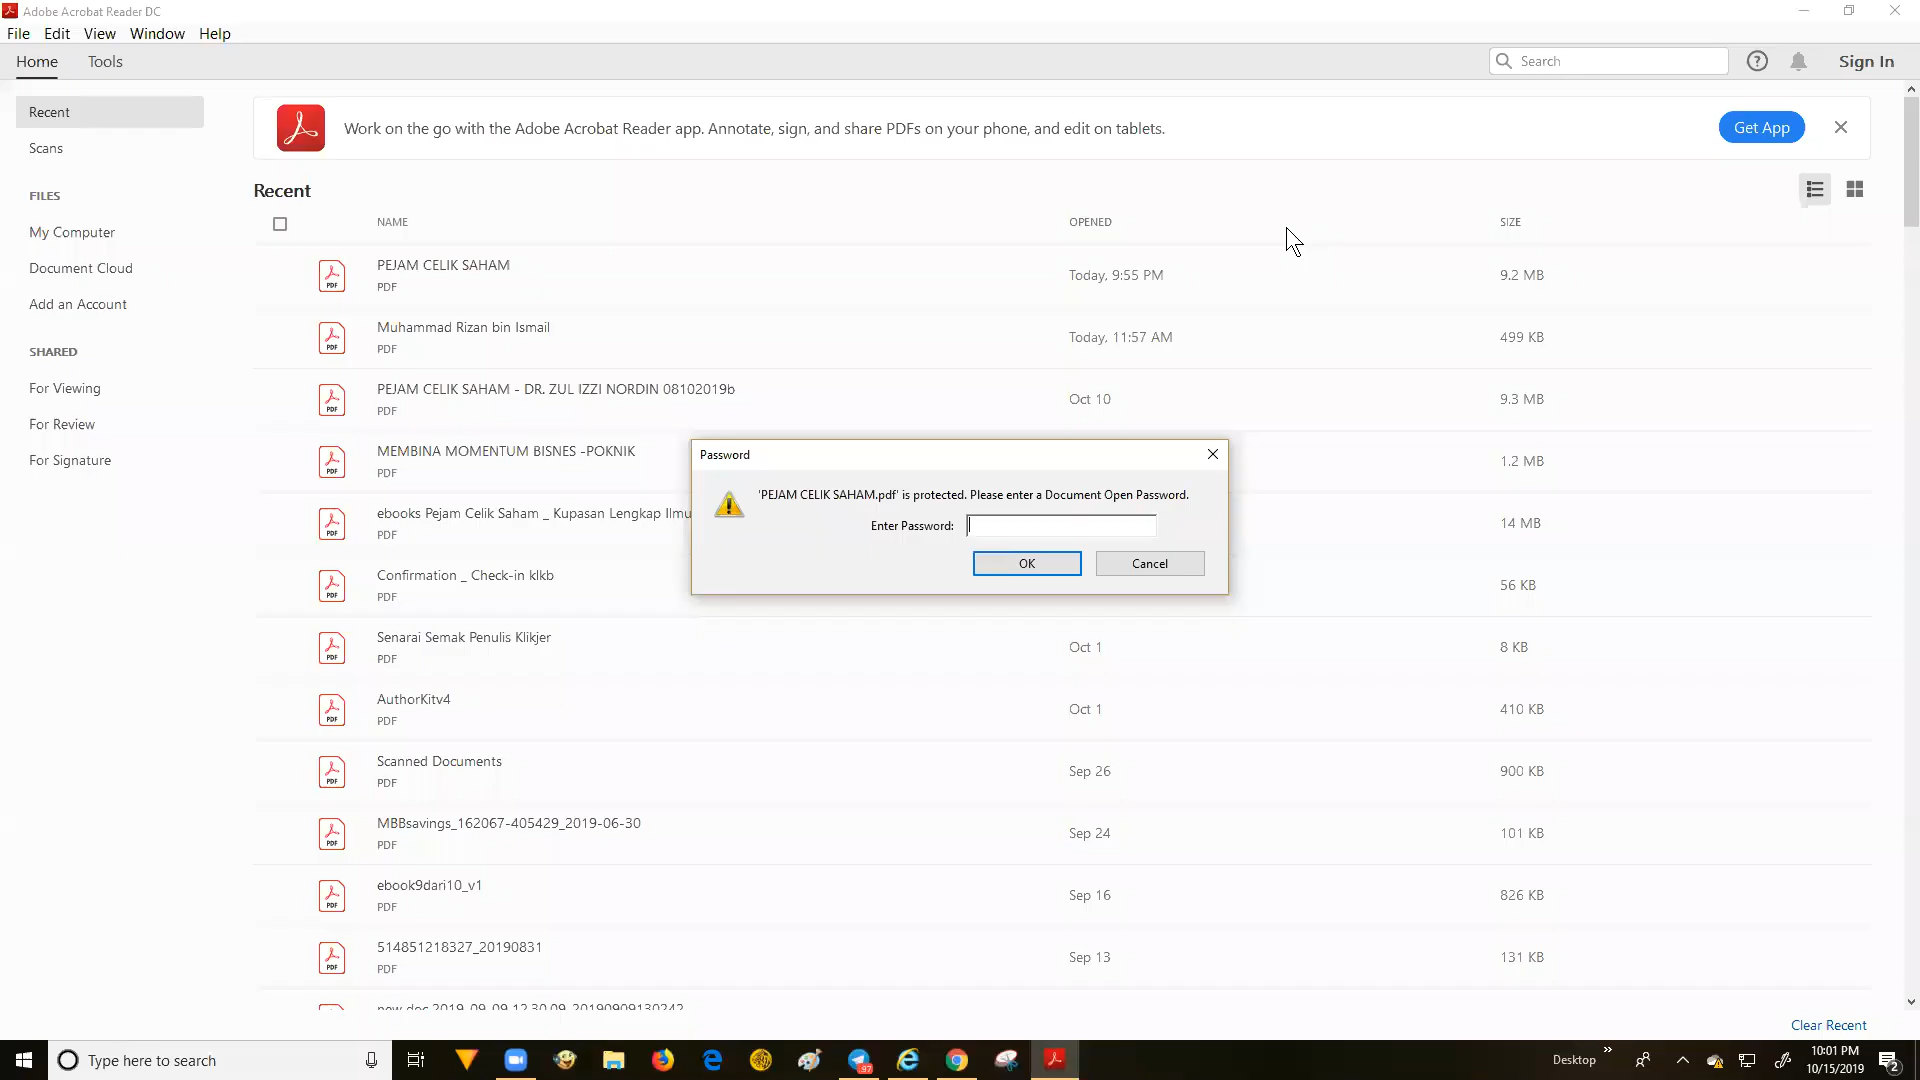 Adobe Acrobat Reader DC
File Edit View Window Help
Home Tools Search Sign In
Recent
Scans
FILES
My Computer
Document Cloud
Add an Account
SHARED
For Viewing
For Review
For Signature
Work on the go with the Adobe Acrobat Reader app. Annotate, sign, and share PDFs on your phone, and edit on tablets. Get App
Recent
NAME OPENED SIZE
PEJAM CELIK SAHAM
PDF
Today, 9:55 PM 9.2 MB
Muhammad Rizan bin Ismail
PDF
Today, 11:57 AM 499 KB
PEJAM CELIK SAHAM - DR. ZUL IZZI NORDIN 08102019b
PDF
Oct 10 9.3 MB
MEMBINA MOMENTUM BISNES -POKNIK
PDF
1.2 MB
ebooks Pejam Celik Saham _ Kupasan Lengkap Ilmu
PDF
14 MB
Confirmation _ Check-in klkb
PDF
56 KB
Senarai Semak Penulis Klikjer
PDF
Oct 1 8 KB
AuthorKitv4
PDF
Oct 1 410 KB
Scanned Documents
PDF
Sep 26 900 KB
MBBsavings_162067-405429_2019-06-30
PDF
Sep 24 101 KB
ebook9dari10_v1
PDF
Sep 16 826 KB
514851218327_20190831
PDF
Sep 13 131 KB
new doc 2019-09-09 12.30.09_20190909130242
Password
'PEJAM CELIK SAHAM.pdf' is protected. Please enter a Document Open Password.
Enter Password:
OK Cancel
Clear Recent
Type here to search
97
Desktop
10:01 PM
10/15/2019
2